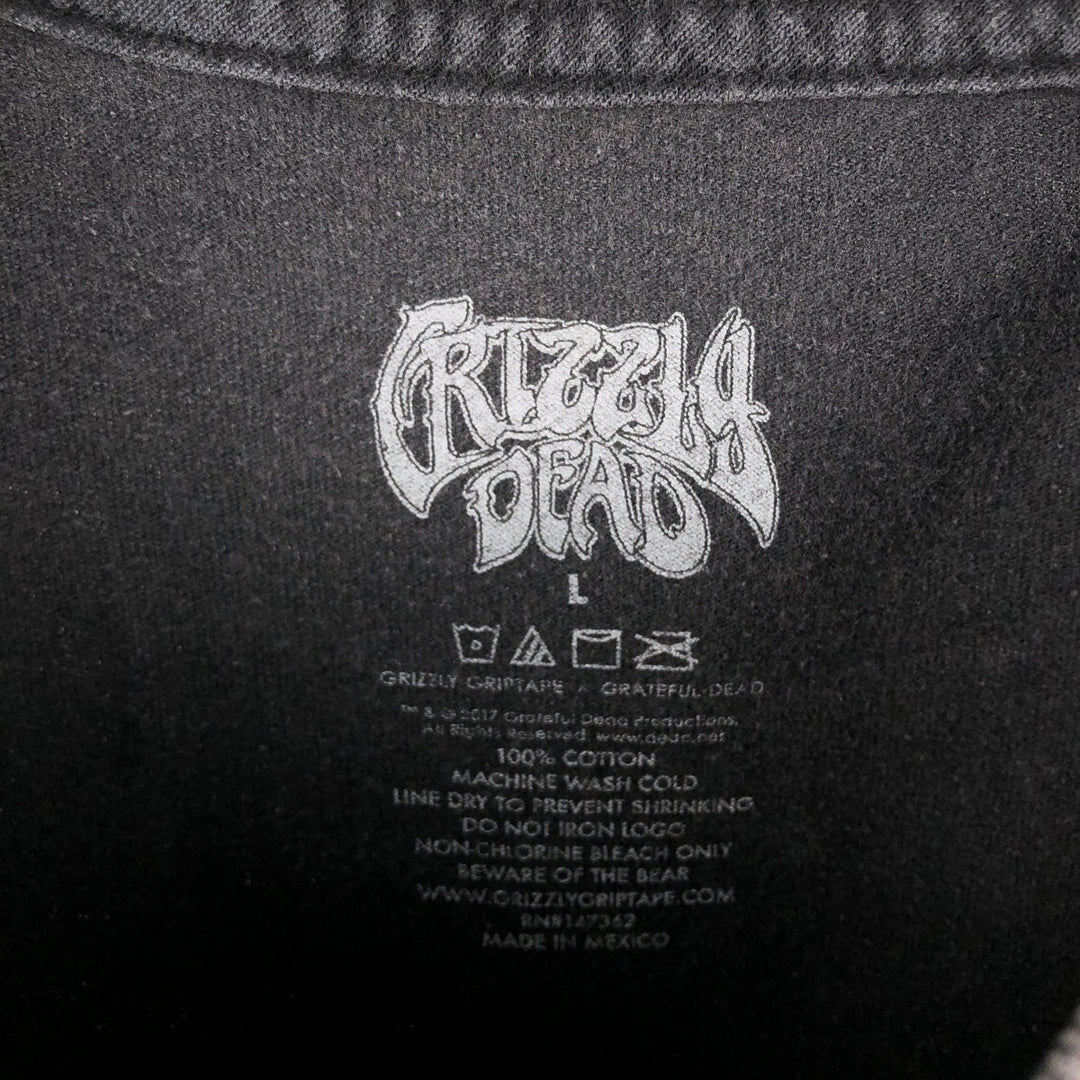 GRIZZLY
DEAD
L
GRIZZLY GRIPTAPE x GRATEFUL DEAD
™ & © 2017 Grateful Dead Productions.
All Rights Reserved. www.dead.net
100% COTTON
MACHINE WASH COLD
LINE DRY TO PREVENT SHRINKING
DO NOT IRON LOGO
NON-CHLORINE BLEACH ONLY
BEWARE OF THE BEAR
WWW.GRIZZLYGRIPTAPE.COM
RN#147362
MADE IN MEXICO